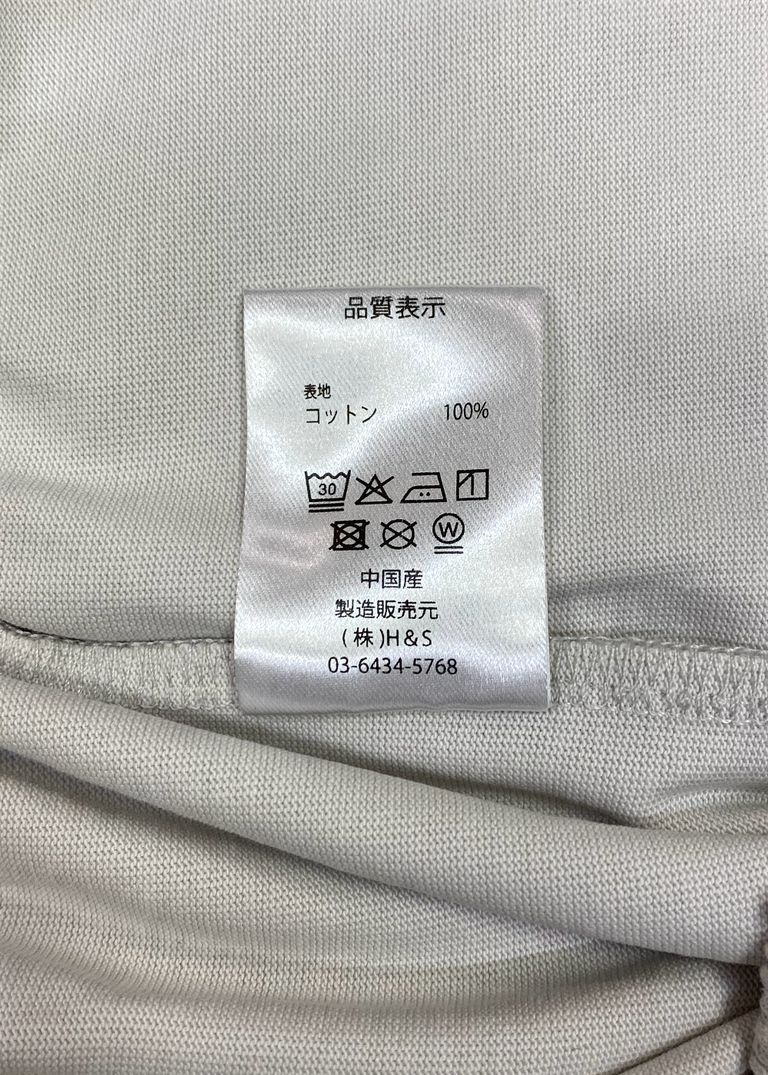 品質表示
表地
コットン 100%
30
W
中国産
製造販売元
(株)H&S
03-6434-5768